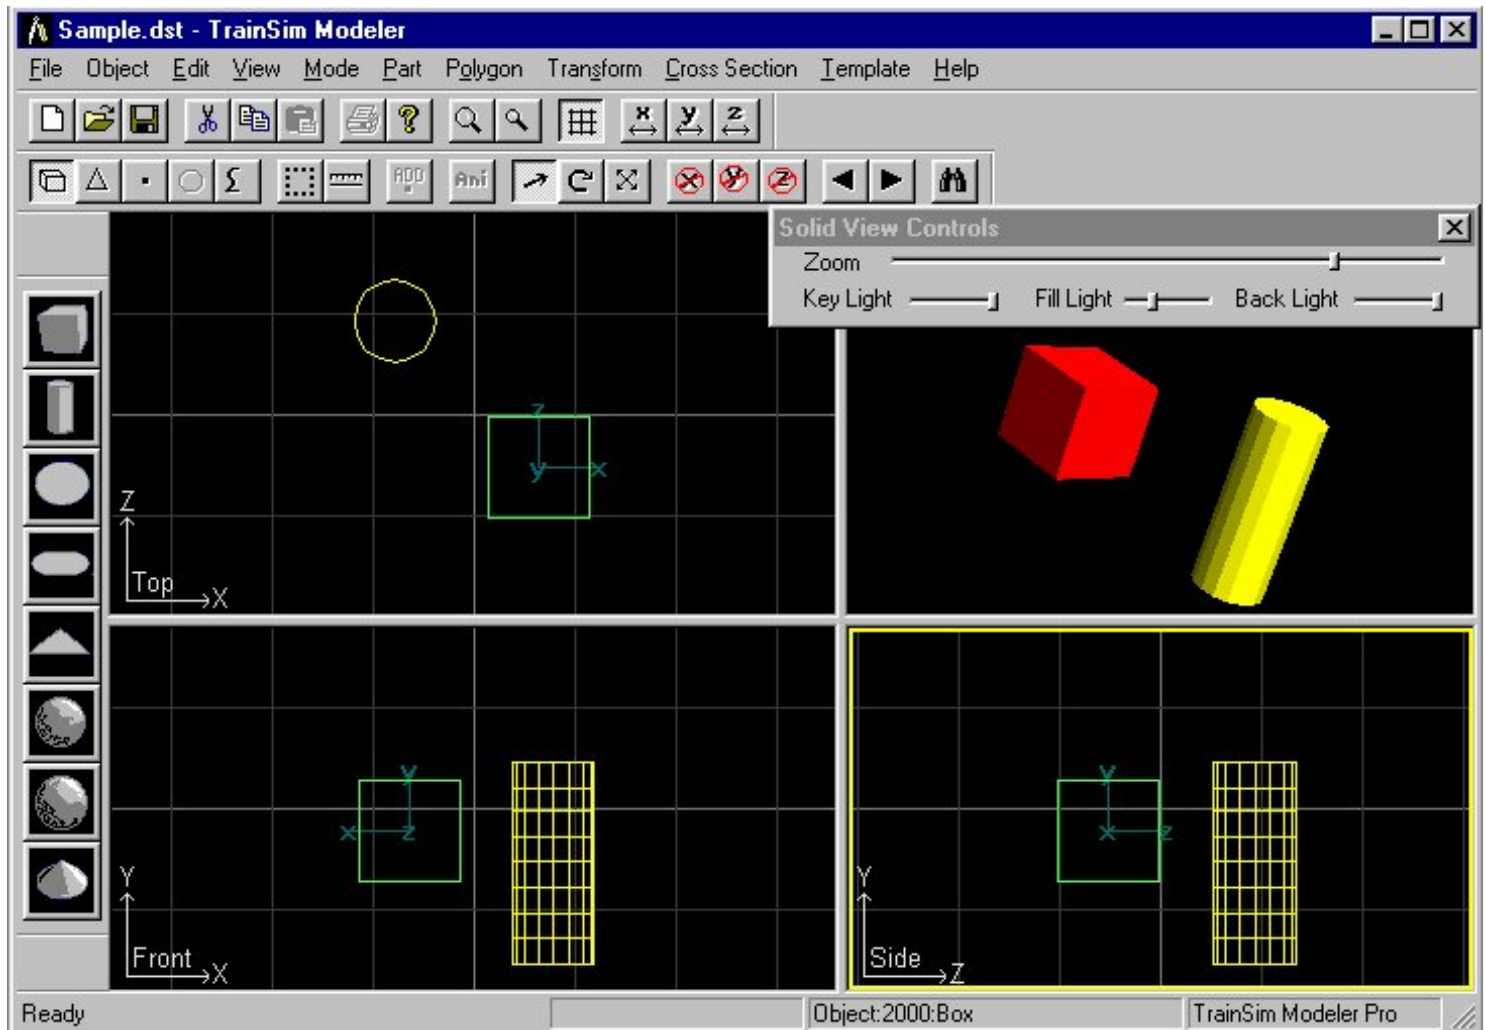 Sample.dst - TrainSim Modeler
File Object Edit View Mode Part Polygon Transform Cross Section Template Help
? x y z
ADD Ani x y z
Solid View Controls
Zoom
Key Light Fill Light Back Light
z
y x
Z
Top
X
y
x z
Y
Front
X
y
x z
Y
Side
Z
Ready Object:2000:Box TrainSim Modeler Pro